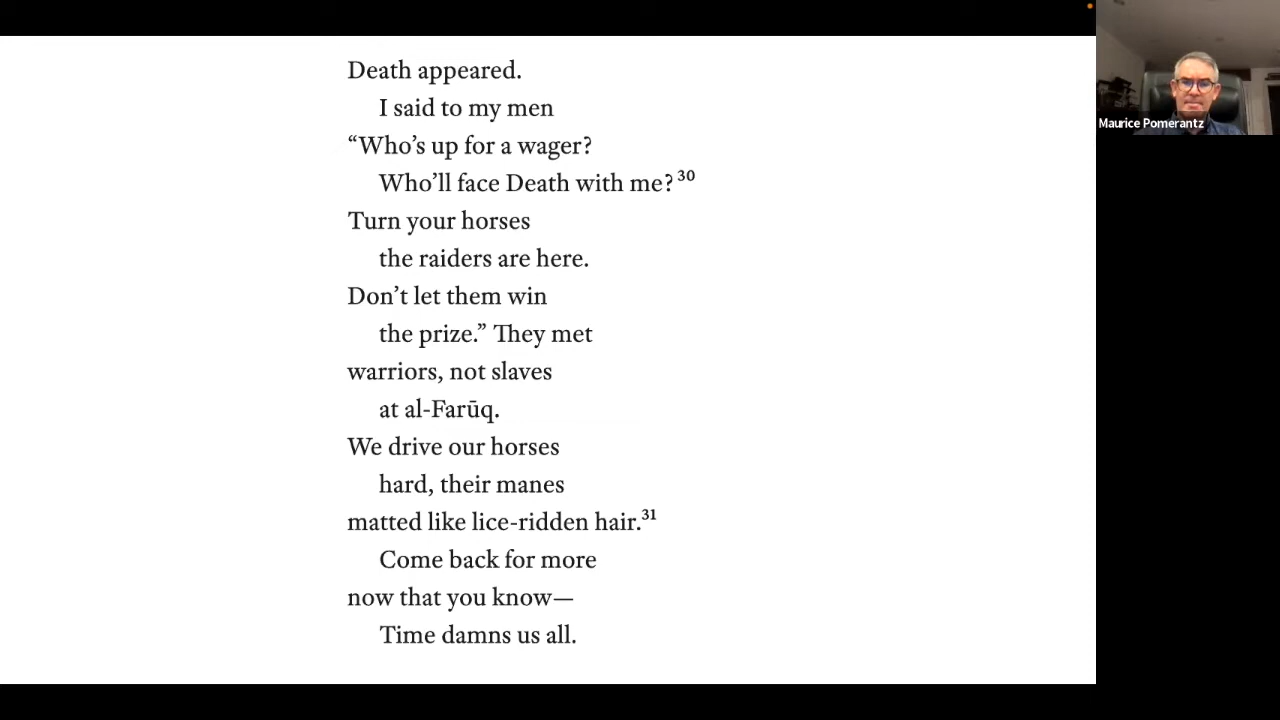 Death appeared.
I said to my men
“Who’s up for a wager?
Who’ll face Death with me?30
Turn your horses
the raiders are here.
Don’t let them win
the prize.” They met
warriors, not slaves
at al-Farūq.
We drive our horses
hard, their manes
matted like lice-ridden hair.31
Come back for more
now that you know—
Time damns us all.
Maurice Pomerantz